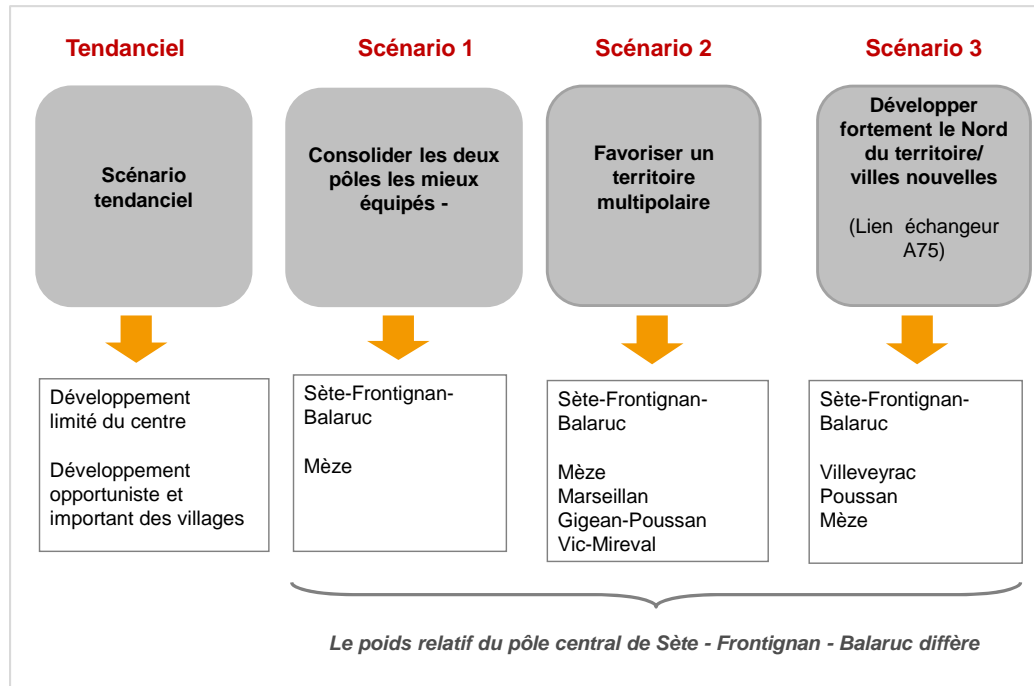 Tendanciel
Scénario 1
Scénario 2
Scénario 3
Scénario
tendanciel
Consolider les deux
pôles les mieux
équipés -
Favoriser un
territoire
multipolaire
Développer
fortement le Nord
du territoire/
villes nouvelles
(Lien échangeur
A75)
Développement
limité du centre
Développement
opportuniste et
important des villages
Sète-Frontignan-
Balaruc
Mèze
Sète-Frontignan-
Balaruc
Mèze
Marseillan
Gigean-Poussan
Vic-Mireval
Sète-Frontignan-
Balaruc
Villeveyrac
Poussan
Mèze
Le poids relatif du pôle central de Sète - Frontignan - Balaruc diffère